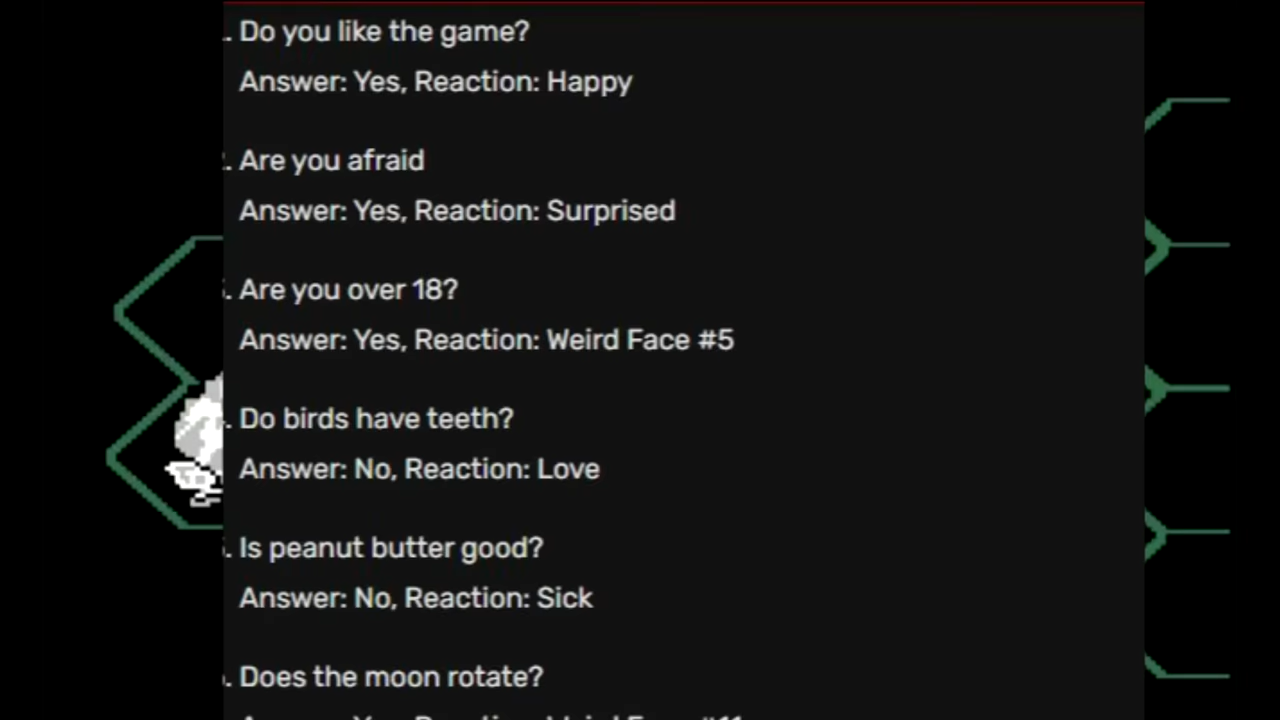 . Do you like the game?
Answer: Yes, Reaction: Happy
. Are you afraid
Answer: Yes, Reaction: Surprised
. Are you over 18?
Answer: Yes, Reaction: Weird Face #5
. Do birds have teeth?
Answer: No, Reaction: Love
. Is peanut butter good?
Answer: No, Reaction: Sick
. Does the moon rotate?